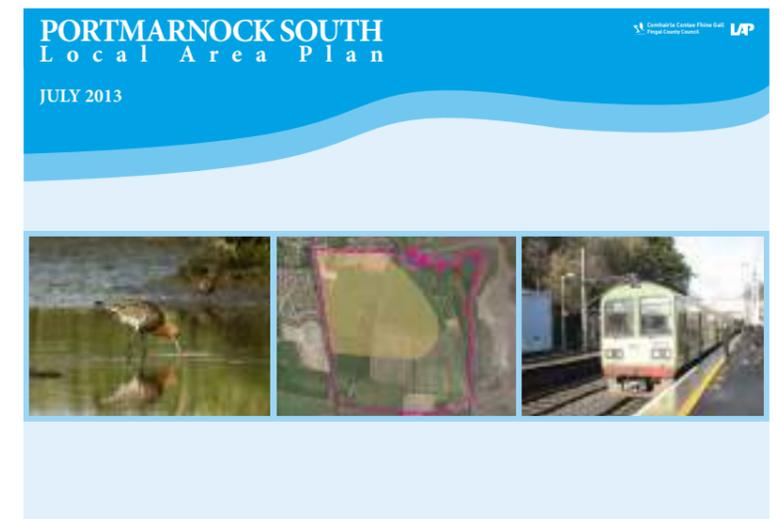 PORTMARNOCK SOUTH
Local Area Plan
JULY 2013
Comhairle Contae Fhine Gall
Fingal County Council
LAP